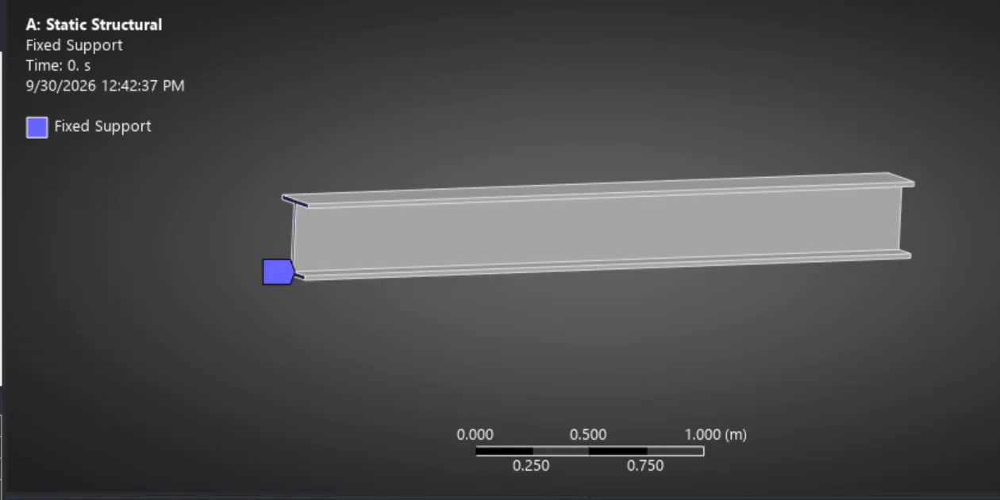 A: Static Structural
Fixed Support
Time: 0. s
9/30/2026 12:42:37 PM
Fixed Support
0.000 0.500 1.000 (m)
0.250 0.750